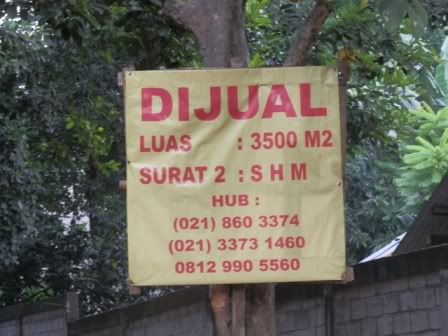 DIJUAL
LUAS : 3500 M2
SURAT 2 : S H M
HUB :
(021) 860 3374
(021) 3373 1460
0812 990 5560